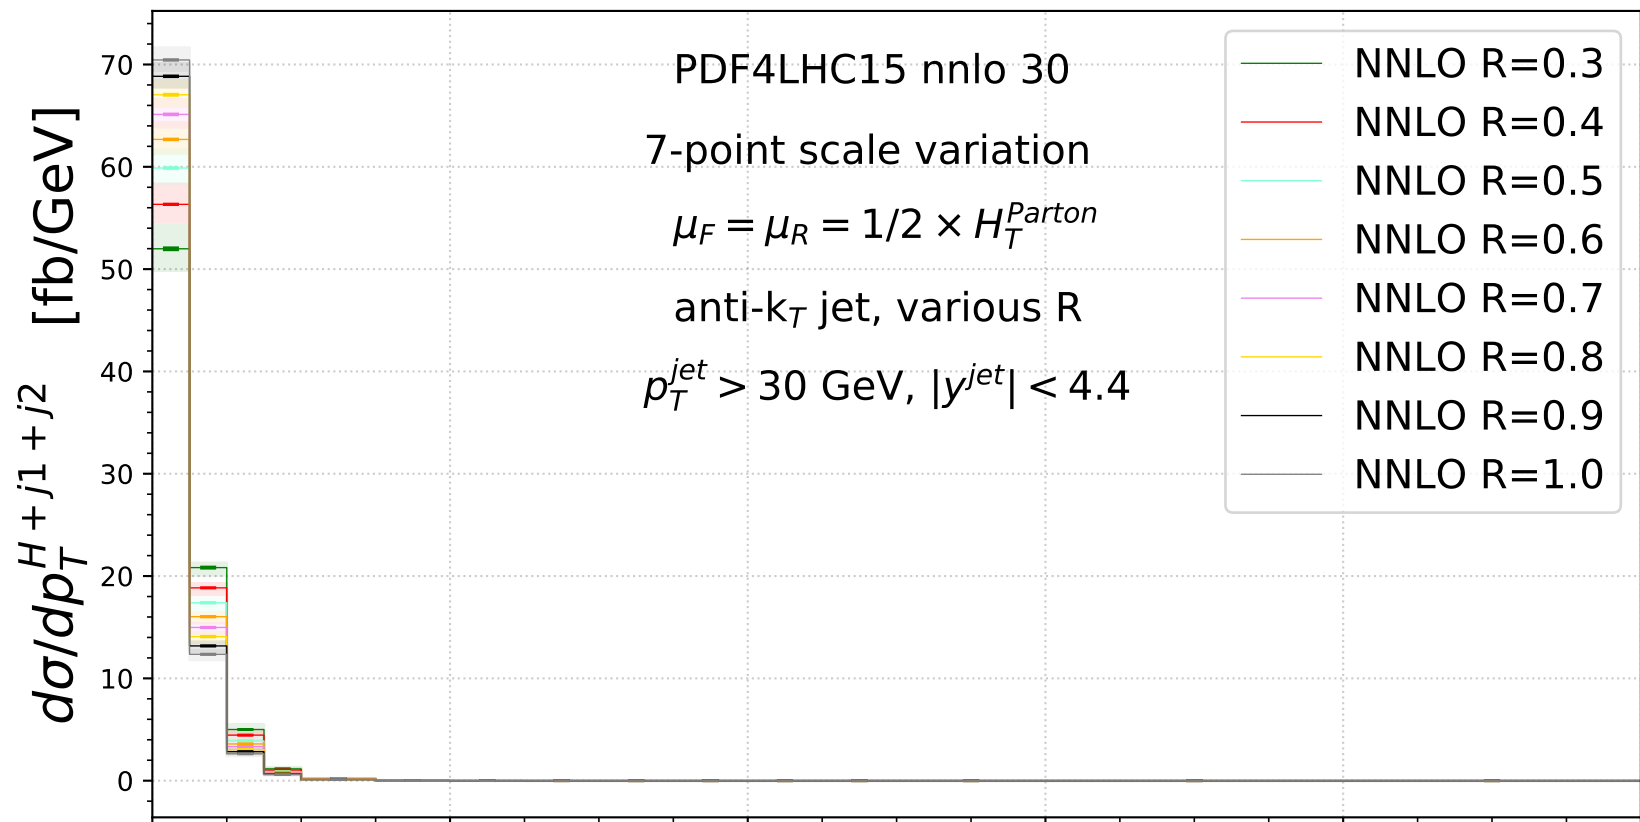 dσ/dp_T^{H+j1+j2} [fb/GeV]
70
60
50
40
30
20
10
0
PDF4LHC15 nnlo 30
7-point scale variation
μ_F = μ_R = 1/2 × H_T^{Parton}
anti-k_T jet, various R
p_T^{jet} > 30 GeV, |y^{jet}| < 4.4
NNLO R=0.3
NNLO R=0.4
NNLO R=0.5
NNLO R=0.6
NNLO R=0.7
NNLO R=0.8
NNLO R=0.9
NNLO R=1.0